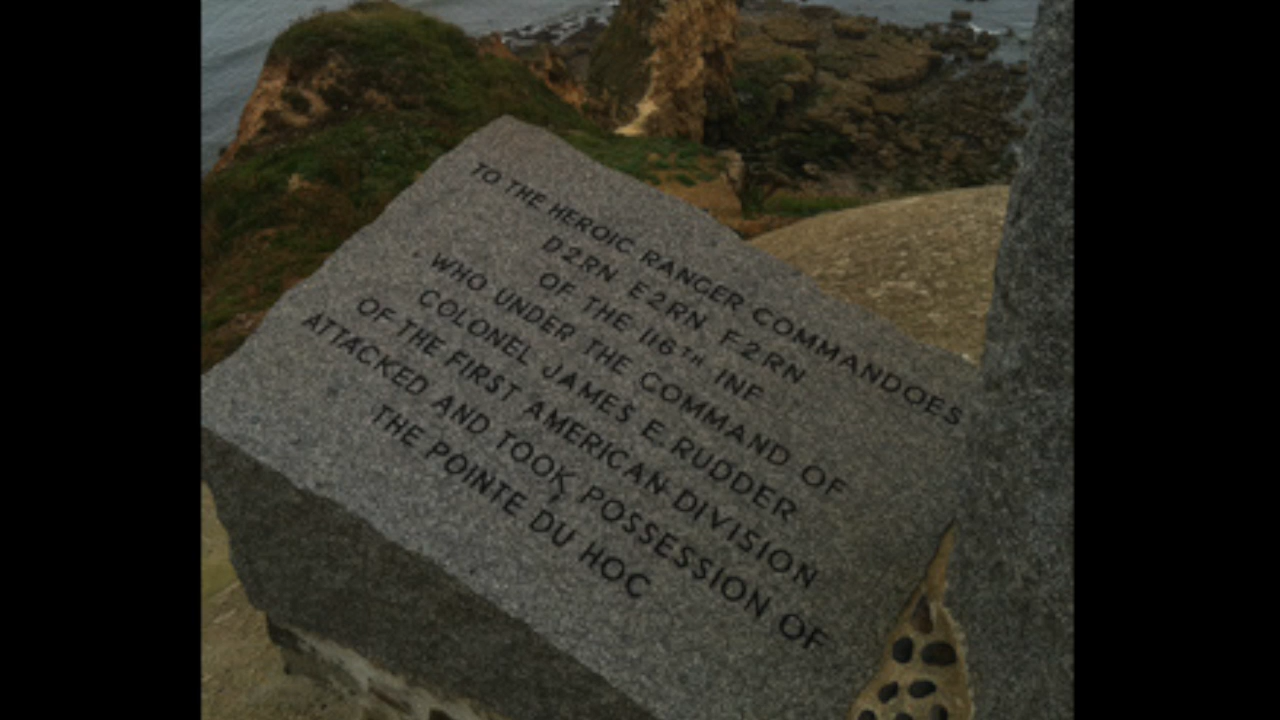 TO THE HEROIC RANGER COMMANDOES
D2RN E2RN F2RN
OF THE 116TH INF
WHO UNDER THE COMMAND OF
COLONEL JAMES E. RUDDER
OF THE FIRST AMERICAN DIVISION
ATTACKED AND TOOK POSSESSION OF
THE POINTE DU HOC